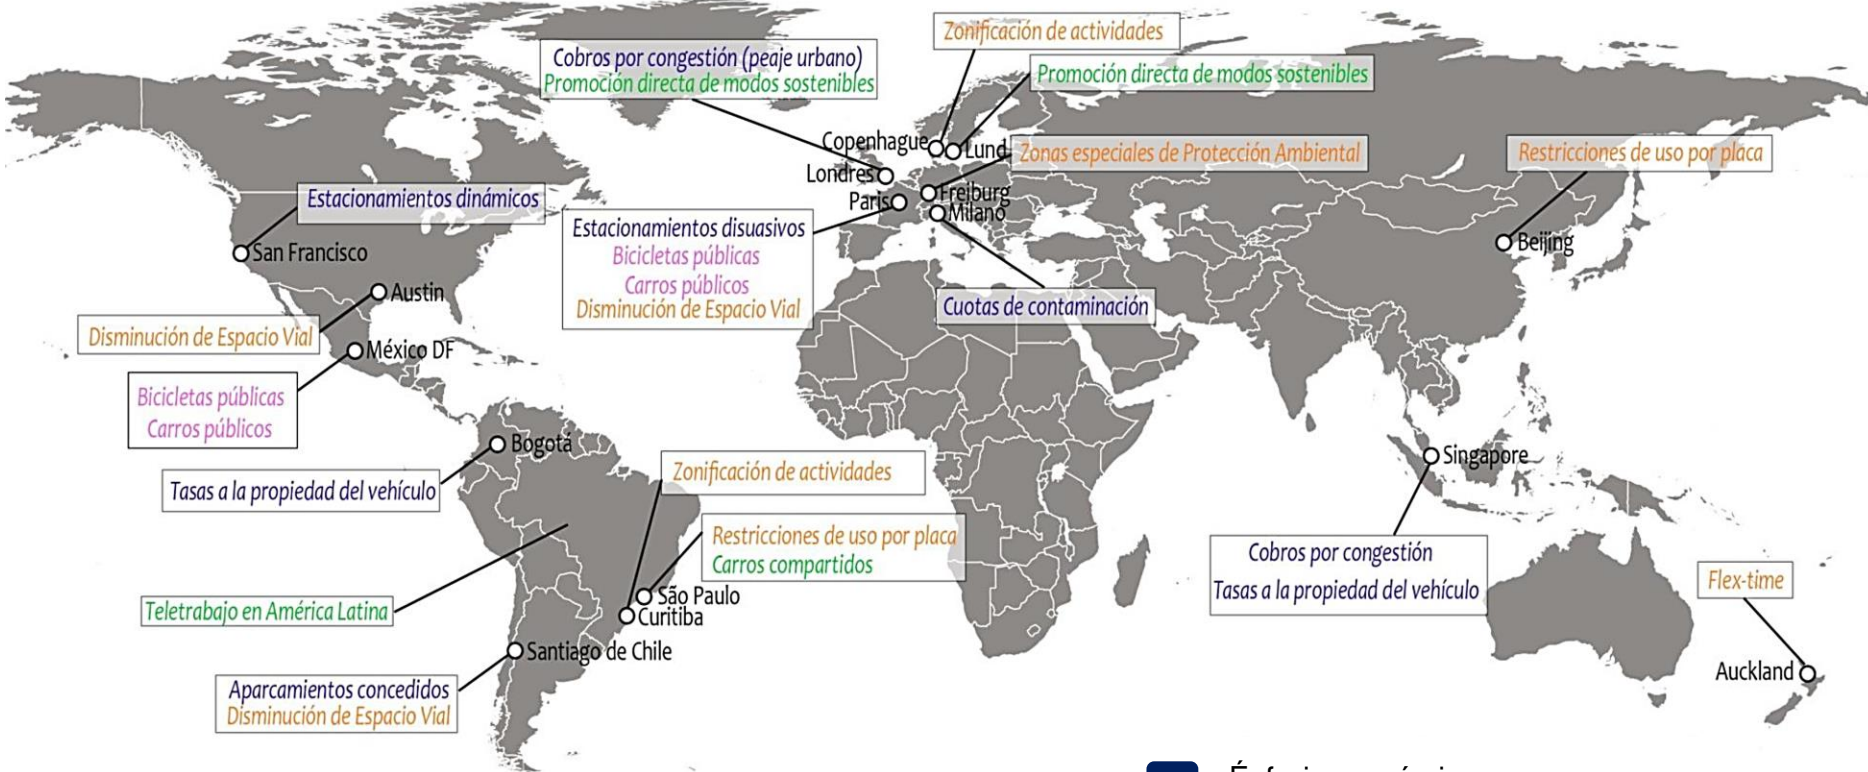 Zonificación de actividades
Cobros por congestión (peaje urbano)
Promoción directa de modos sostenibles
Promoción directa de modos sostenibles
Copenhague
Lund
Zonas especiales de Protección Ambiental
Restricciones de uso por placa
Londres
Freiburg
Estacionamientos dinámicos
Paris
Milano
Estacionamientos disuasivos
Bicicletas públicas
Carros públicos
Disminución de Espacio Vial
Beijing
San Francisco
Austin
Cuotas de contaminación
Disminución de Espacio Vial
México DF
Bicicletas públicas
Carros públicos
Bogotá
Singapore
Zonificación de actividades
Tasas a la propiedad del vehículo
Restricciones de uso por placa
Carros compartidos
Cobros por congestión
Tasas a la propiedad del vehículo
Flex-time
Teletrabajo en América Latina
São Paulo
Curitiba
Santiago de Chile
Auckland
Aparcamientos concedidos
Disminución de Espacio Vial